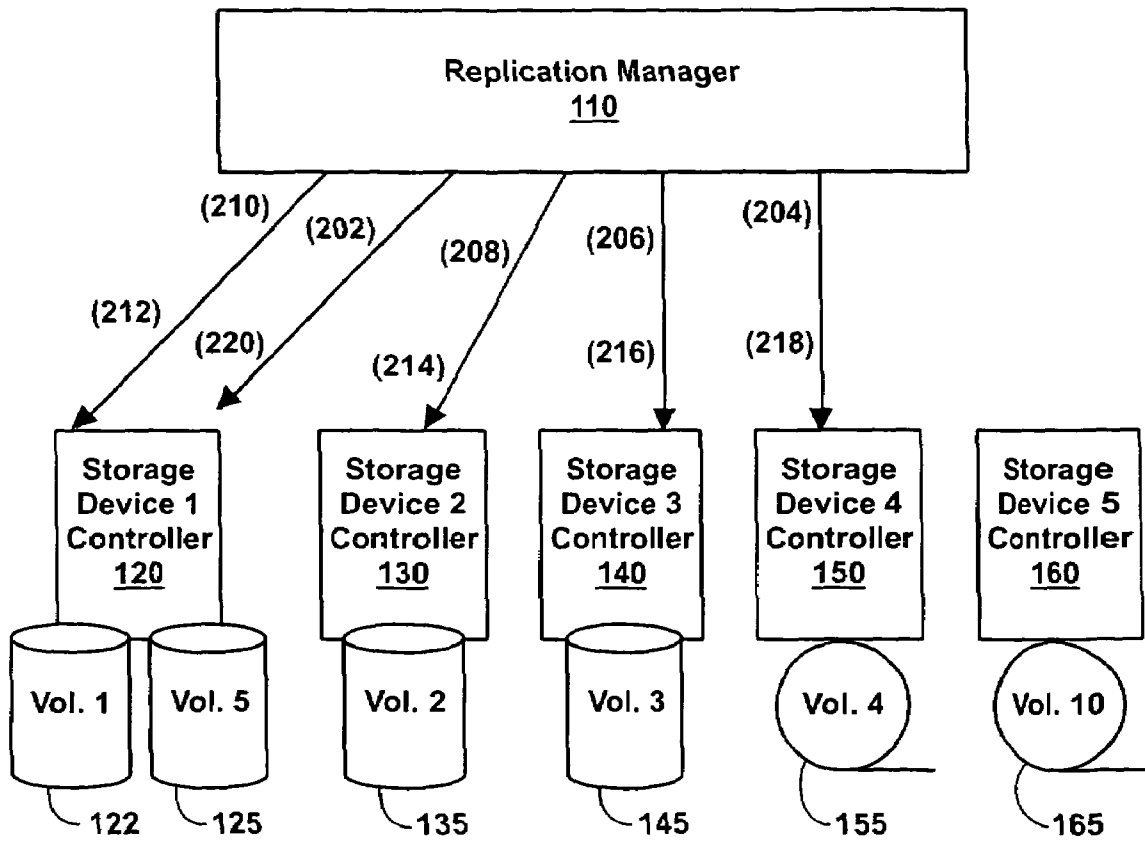 Replication Manager
110
(210)
(202)
(208)
(206)
(204)
(212)
(220)
(214)
(216)
(218)
Storage
Device 1
Controller
120
Storage
Device 2
Controller
130
Storage
Device 3
Controller
140
Storage
Device 4
Controller
150
Storage
Device 5
Controller
160
Vol. 1
Vol. 5
Vol. 2
Vol. 3
Vol. 4
Vol. 10
122
125
135
145
155
165